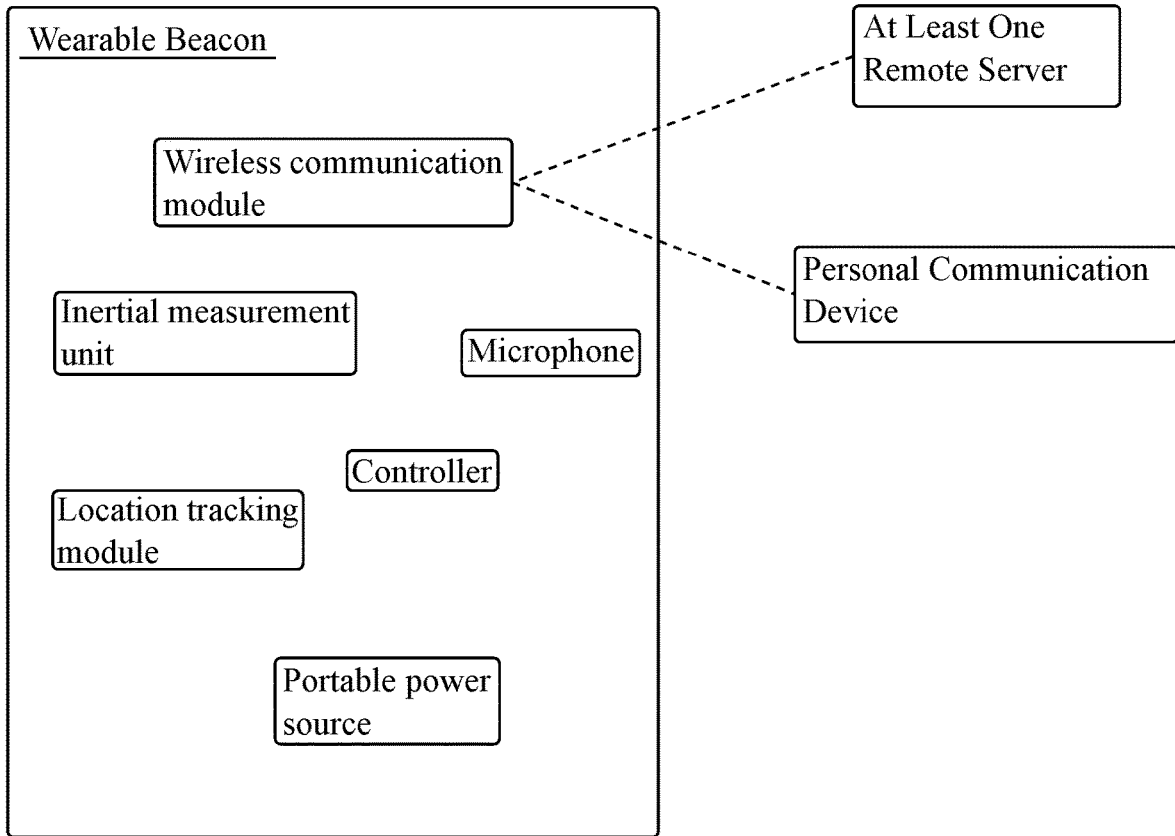 Wearable Beacon
At Least One
Remote Server
Wireless communication
module
Personal Communication
Device
Inertial measurement
unit
Microphone
Controller
Location tracking
module
Portable power
source